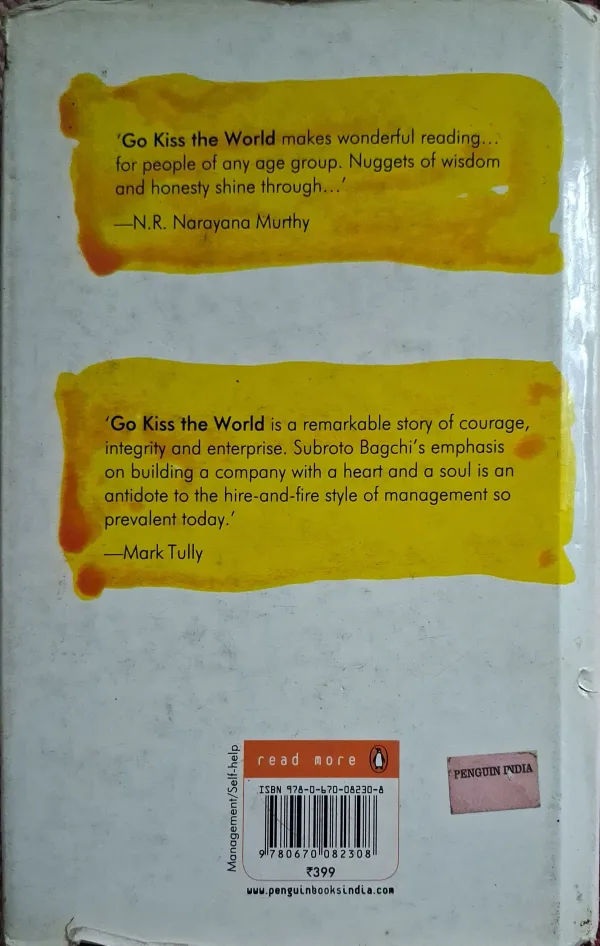 ‘Go Kiss the World makes wonderful reading...
for people of any age group. Nuggets of wisdom
and honesty shine through...’
—N.R. Narayana Murthy
‘Go Kiss the World is a remarkable story of courage,
integrity and enterprise. Subroto Bagchi’s emphasis
on building a company with a heart and a soul is an
antidote to the hire-and-fire style of management so
prevalent today.’
—Mark Tully
Management/Self-help
read more
ISBN 978-0-670-08230-8
9 780670 082308
₹399
www.penguinbooksindia.com
PENGUIN INDIA